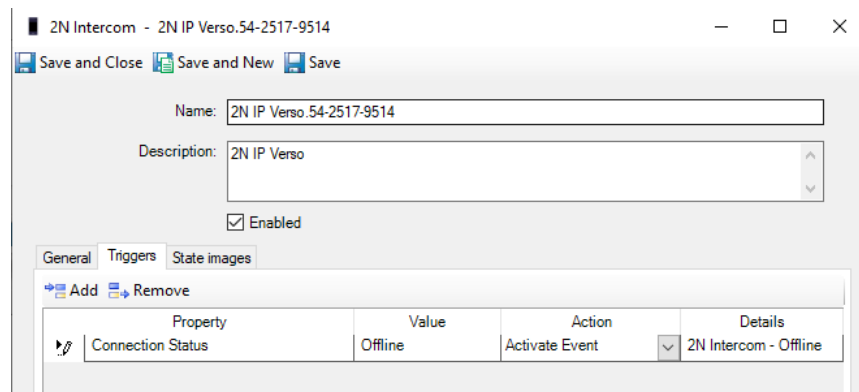 2N Intercom - 2N IP Verso.54-2517-9514
Save and Close Save and New Save
Name: 2N IP Verso.54-2517-9514
Description: 2N IP Verso
Enabled
General Triggers State images
Add Remove
Property Value Action Details
Connection Status Offline Activate Event 2N Intercom - Offline